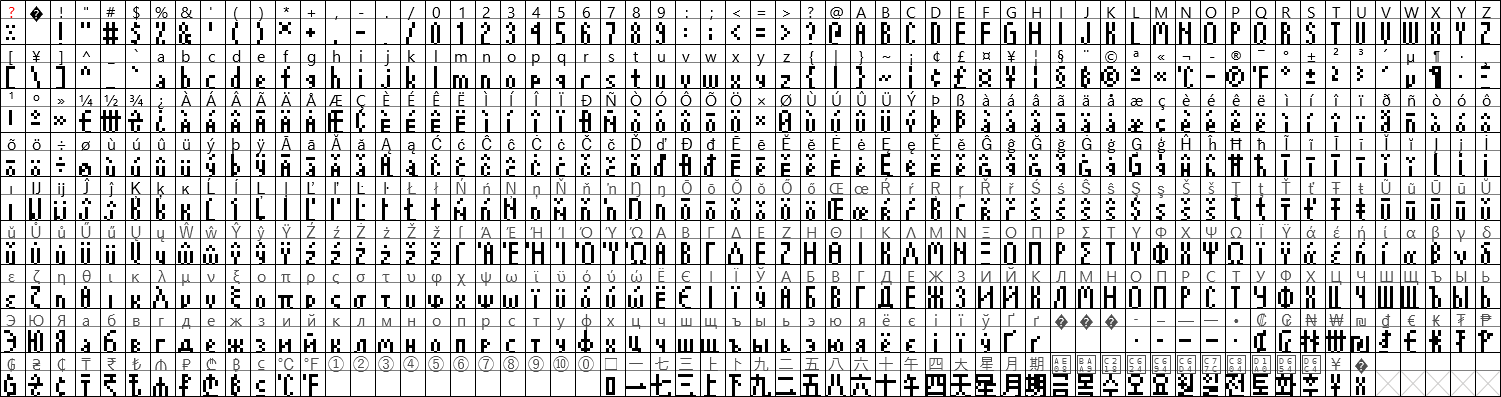 ? � ! " # $ % & ' ( ) * + , - . / 0 1 2 3 4 5 6 7 8 9 : ; < = > ? @ A B C D E F G H I J K L M N O P Q R S T U V W X Y Z
[ ¥ ] ^ _ ` a b c d e f g h i j k l m n o p q r s t u v w x y z { | } ~ ¡ ¢ £ ¤ ¥ ¦ § ¨ © ª « ¬ - ® ¯ ° ± ² ³ ´ µ ¶ · ¸
¹ º » ¼ ½ ¾ ¿ À Á Â Ã Ä Å Æ Ç È É Ê Ë Ì Í Î Ï Ð Ñ Ò Ó Ô Õ Ö × Ø Ù Ú Û Ü Ý Þ ß à á â ã ä å æ ç è é ê ë ì í î ï ð ñ ò ó ô
õ ö ÷ ø ù ú û ü ý þ ÿ Ā Ă ă Ą ą Ć ć Ĉ ĉ Ċ ċ Č č Ď ď Đ đ Ē ē Ĕ ĕ Ė ė Ę ę Ě ě Ĝ ĝ Ğ ğ Ġ ġ Ģ ģ Ĥ ĥ Ħ ħ Ĩ ĩ Ī ī Ĭ ĭ Į į İ
ı Ĳ ĳ Ĵ ĵ Ķ ķ ĸ Ĺ ĺ Ļ ļ Ľ ľ Ŀ ŀ Ł ł Ń ń Ņ ņ Ň ň ŉ Ŋ ŋ Ō ō Ŏ ŏ Ő ő Œ œ Ŕ ŕ Ŗ ŗ Ř ř Ś ś Ŝ ŝ Ş ş Š š Ţ ţ Ť ť Ŧ ŧ Ũ ũ Ū ū Ŭ
ŭ Ů ů Ű ű Ų ų Ŵ ŵ Ŷ ŷ Ÿ Ź ź Ż ż Ž ž ſ Ά Έ Ή Ί Ό Ύ Ώ Α Β Γ Δ Ε Ζ Η Θ Ι Κ Λ Μ Ν Ξ Ο Π Ρ Σ Τ Υ Φ Χ Ψ Ω Ϊ Ϋ ά έ ή ί α β γ δ
ε ζ η θ ι κ λ μ ν ξ ο π ρ ς σ τ υ φ χ ψ ω ϊ ϋ ό ύ ώ Ё Є І Ї Ў А Б В Г Д Е Ж З И Й К Л М Н О П Р С Т У Ф Х Ц Ч Ш Щ Ъ Ы Ь
Э Ю Я а б в г д е ж з и й к л м н о п р с т у ф х ц ч ш щ ъ ы ь э ю я ё є і ї ў Ґ ґ � � � ‐ – — ― • ₢ ₲ ₦ ₩ ₪ ₫ € ₭ ₮ ₱
₲ ₴ ₵ ₸ ₹ ₺ ₼ ₽ ₾ ₿ ℃ ℉ ① ② ③ ④ ⑤ ⑥ ⑦ ⑧ ⑨ ⑩ ⓪ □ 一 七 三 上 下 九 二 五 八 六 十 午 四 大 星 月 期 ¥ �